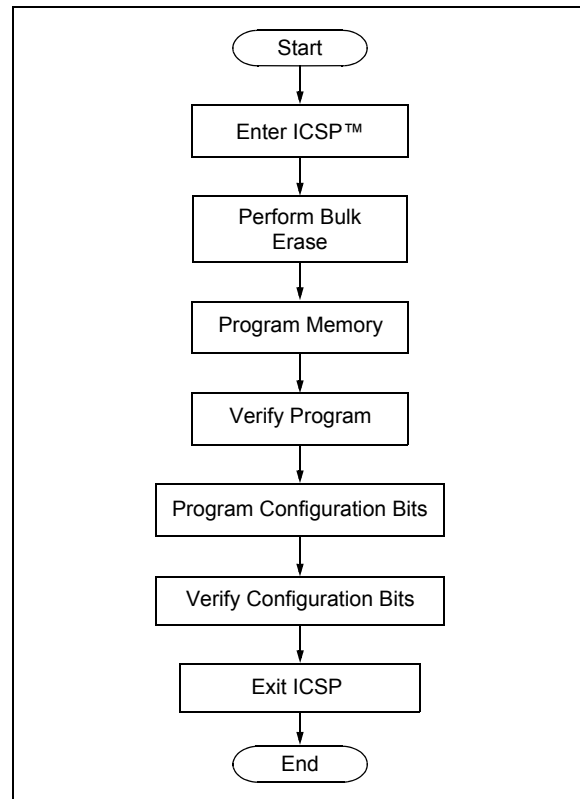 Start
Enter ICSP™
Perform Bulk
Erase
Program Memory
Verify Program
Program Configuration Bits
Verify Configuration Bits
Exit ICSP
End